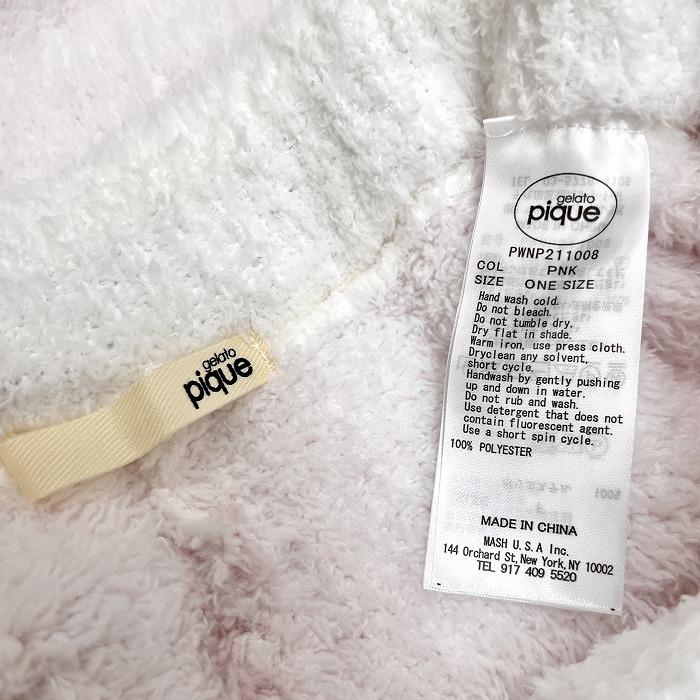 gelato
pique
gelato
pique
PWNP211008
COL PNK
SIZE ONE SIZE
Hand wash cold.
Do not bleach.
Do not tumble dry.
Dry flat in shade.
Warm iron, use press cloth.
Dryclean any solvent,
short cycle.
Handwash by gently pushing
up and down in water.
Do not rub and wash.
Use detergent that does not
contain fluorescent agent.
Use a short spin cycle.
100% POLYESTER
MADE IN CHINA
MASH U.S.A Inc.
144 Orchard St,New York,NY 10002
TEL 917 409 5520